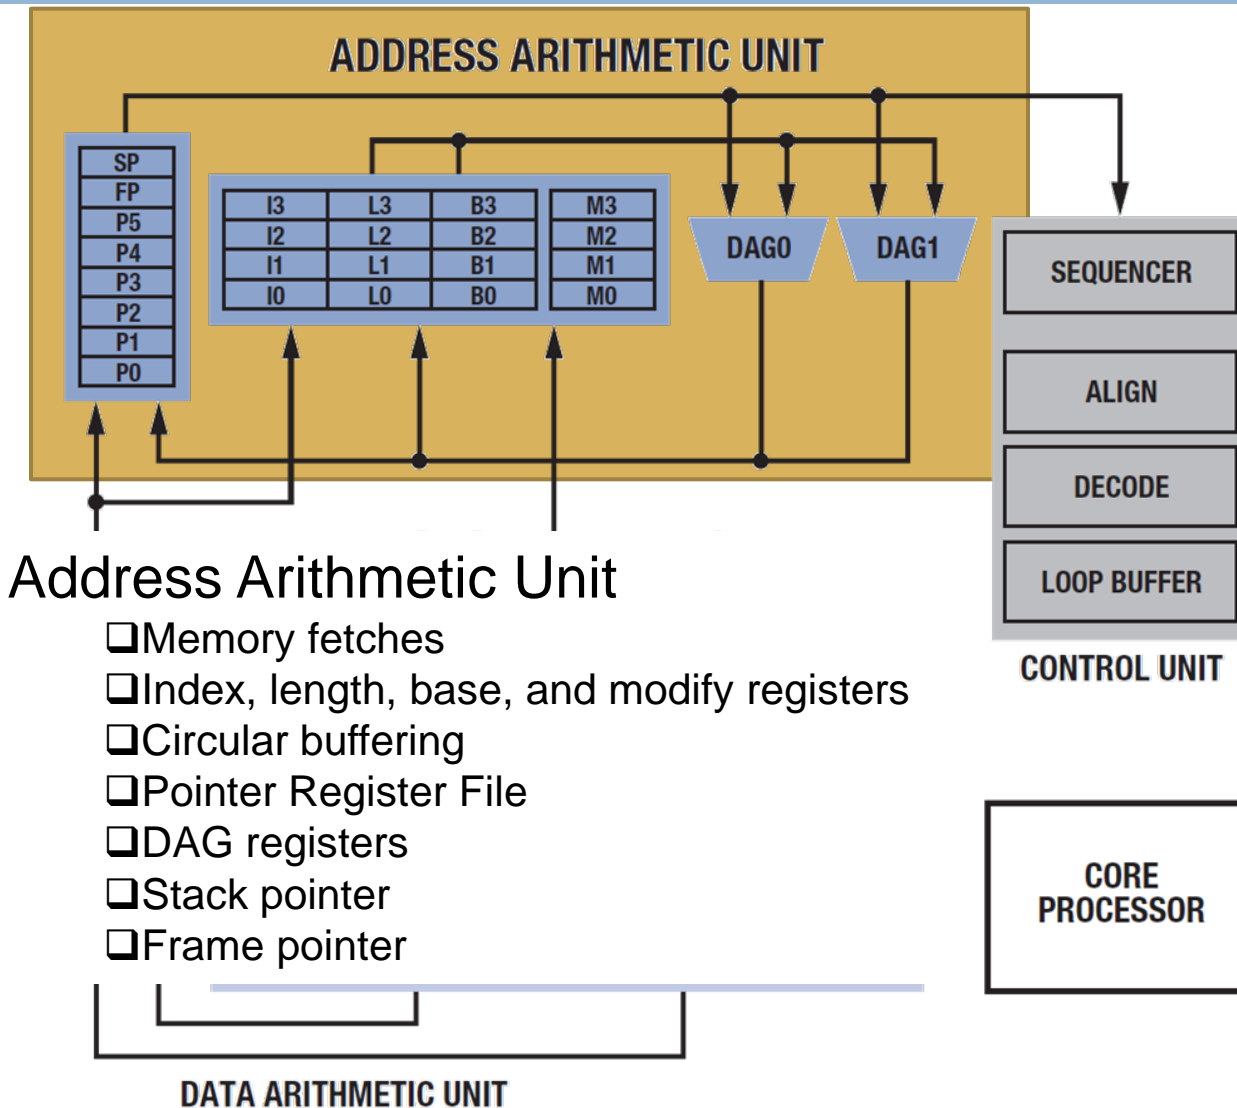 ADDRESS ARITHMETIC UNIT
SP
FP
P5
P4
P3
P2
P1
P0
I3 L3 B3 M3
I2 L2 B2 M2
I1 L1 B1 M1
I0 L0 B0 M0
DAG0 DAG1
SEQUENCER
ALIGN
DECODE
LOOP BUFFER
CONTROL UNIT
Address Arithmetic Unit
❑Memory fetches
❑Index, length, base, and modify registers
❑Circular buffering
❑Pointer Register File
❑DAG registers
❑Stack pointer
❑Frame pointer
CORE
PROCESSOR
DATA ARITHMETIC UNIT